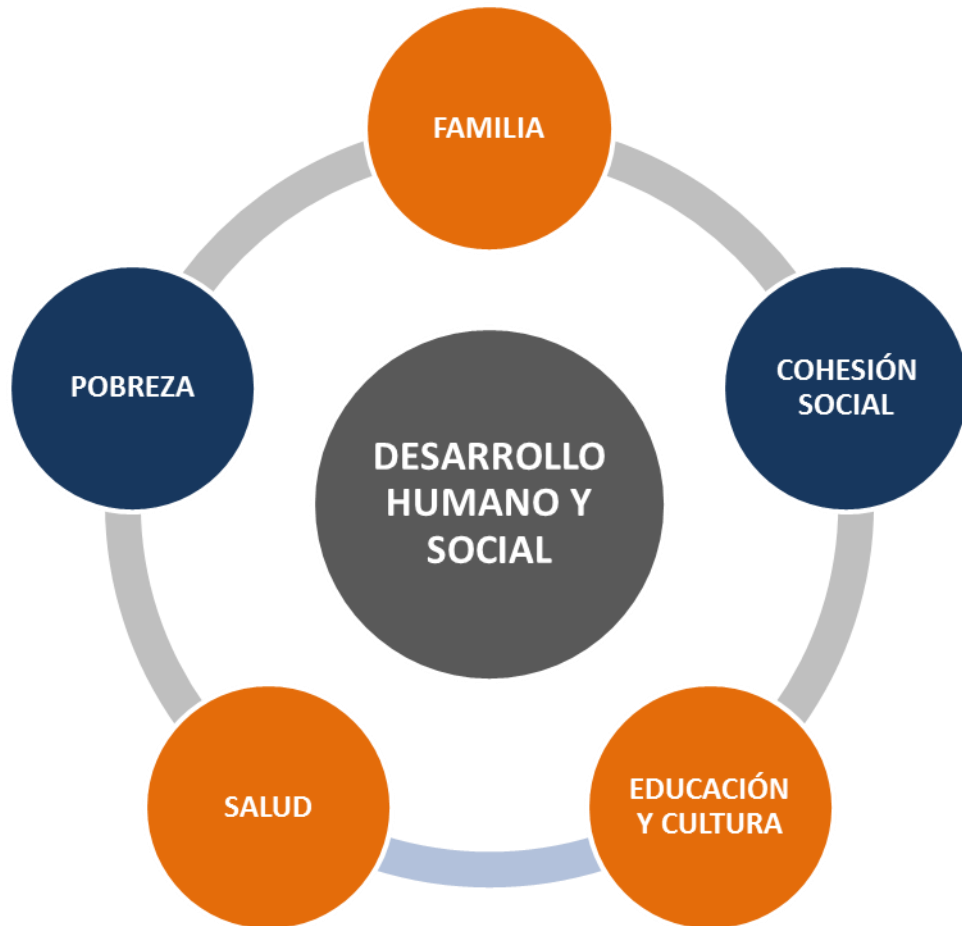 FAMILIA
COHESIÓN
SOCIAL
EDUCACIÓN
Y CULTURA
SALUD
POBREZA
DESARROLLO
HUMANO Y
SOCIAL